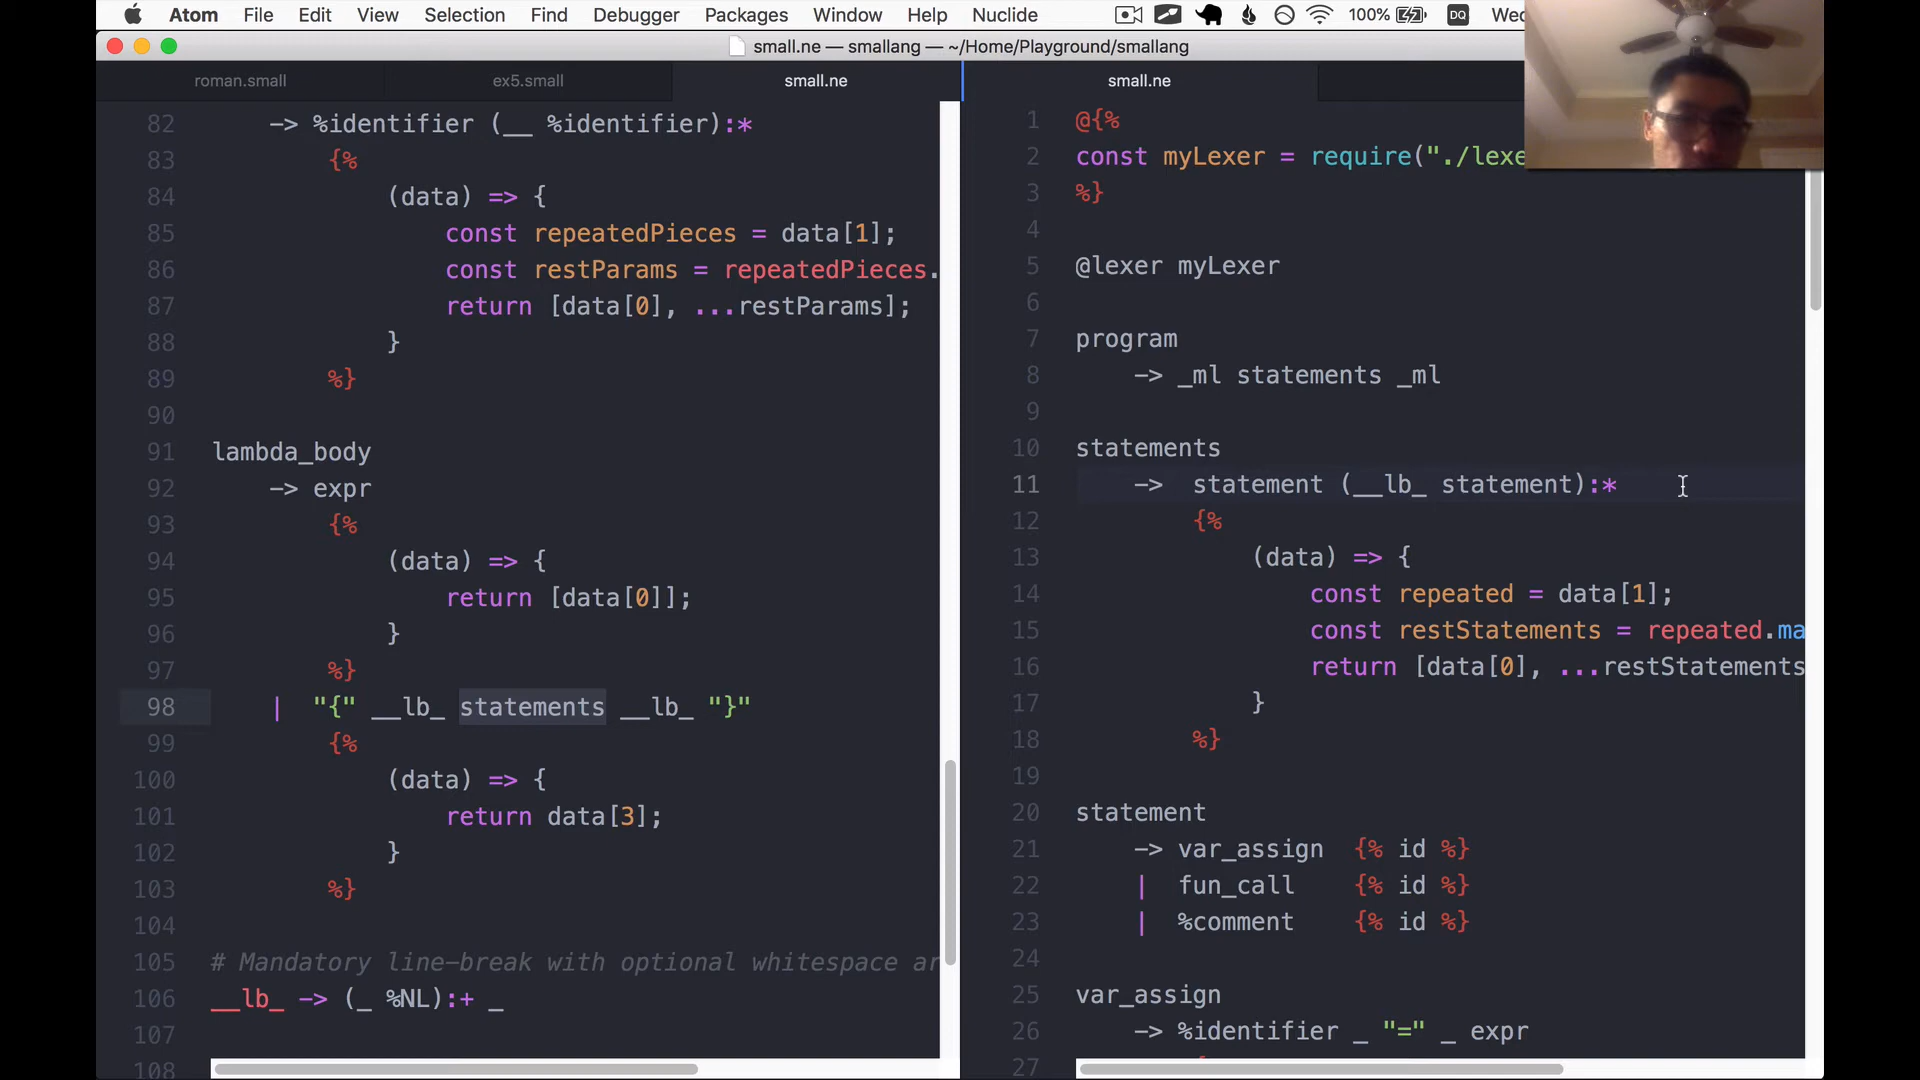 Atom File Edit View Selection Find Debugger Packages Window Help Nuclide 100% DQ Wed
small.ne — smallang — ~/Home/Playground/smallang
roman.small ex5.small small.ne
82 -> %identifier (__ %identifier):*
83 {%
84 (data) => {
85 const repeatedPieces = data[1];
86 const restParams = repeatedPieces.
87 return [data[0], ...restParams];
88 }
89 %}
90
91 lambda_body
92 -> expr
93 {%
94 (data) => {
95 return [data[0]];
96 }
97 %}
98 | "{" __lb_ statements __lb_ "}"
99 {%
100 (data) => {
101 return data[3];
102 }
103 %}
104
105 # Mandatory line-break with optional whitespace ar
106 __lb_ -> (_ %NL):+ _
107
108
small.ne
1 @{%
2 const myLexer = require("./lexe
3 %}
4
5 @lexer myLexer
6
7 program
8 -> _ml statements _ml
9
10 statements
11 -> statement (__lb_ statement):*
12 {%
13 (data) => {
14 const repeated = data[1];
15 const restStatements = repeated.ma
16 return [data[0], ...restStatements
17 }
18 %}
19
20 statement
21 -> var_assign {% id %}
22 | fun_call {% id %}
23 | %comment {% id %}
24
25 var_assign
26 -> %identifier _ "=" _ expr
27